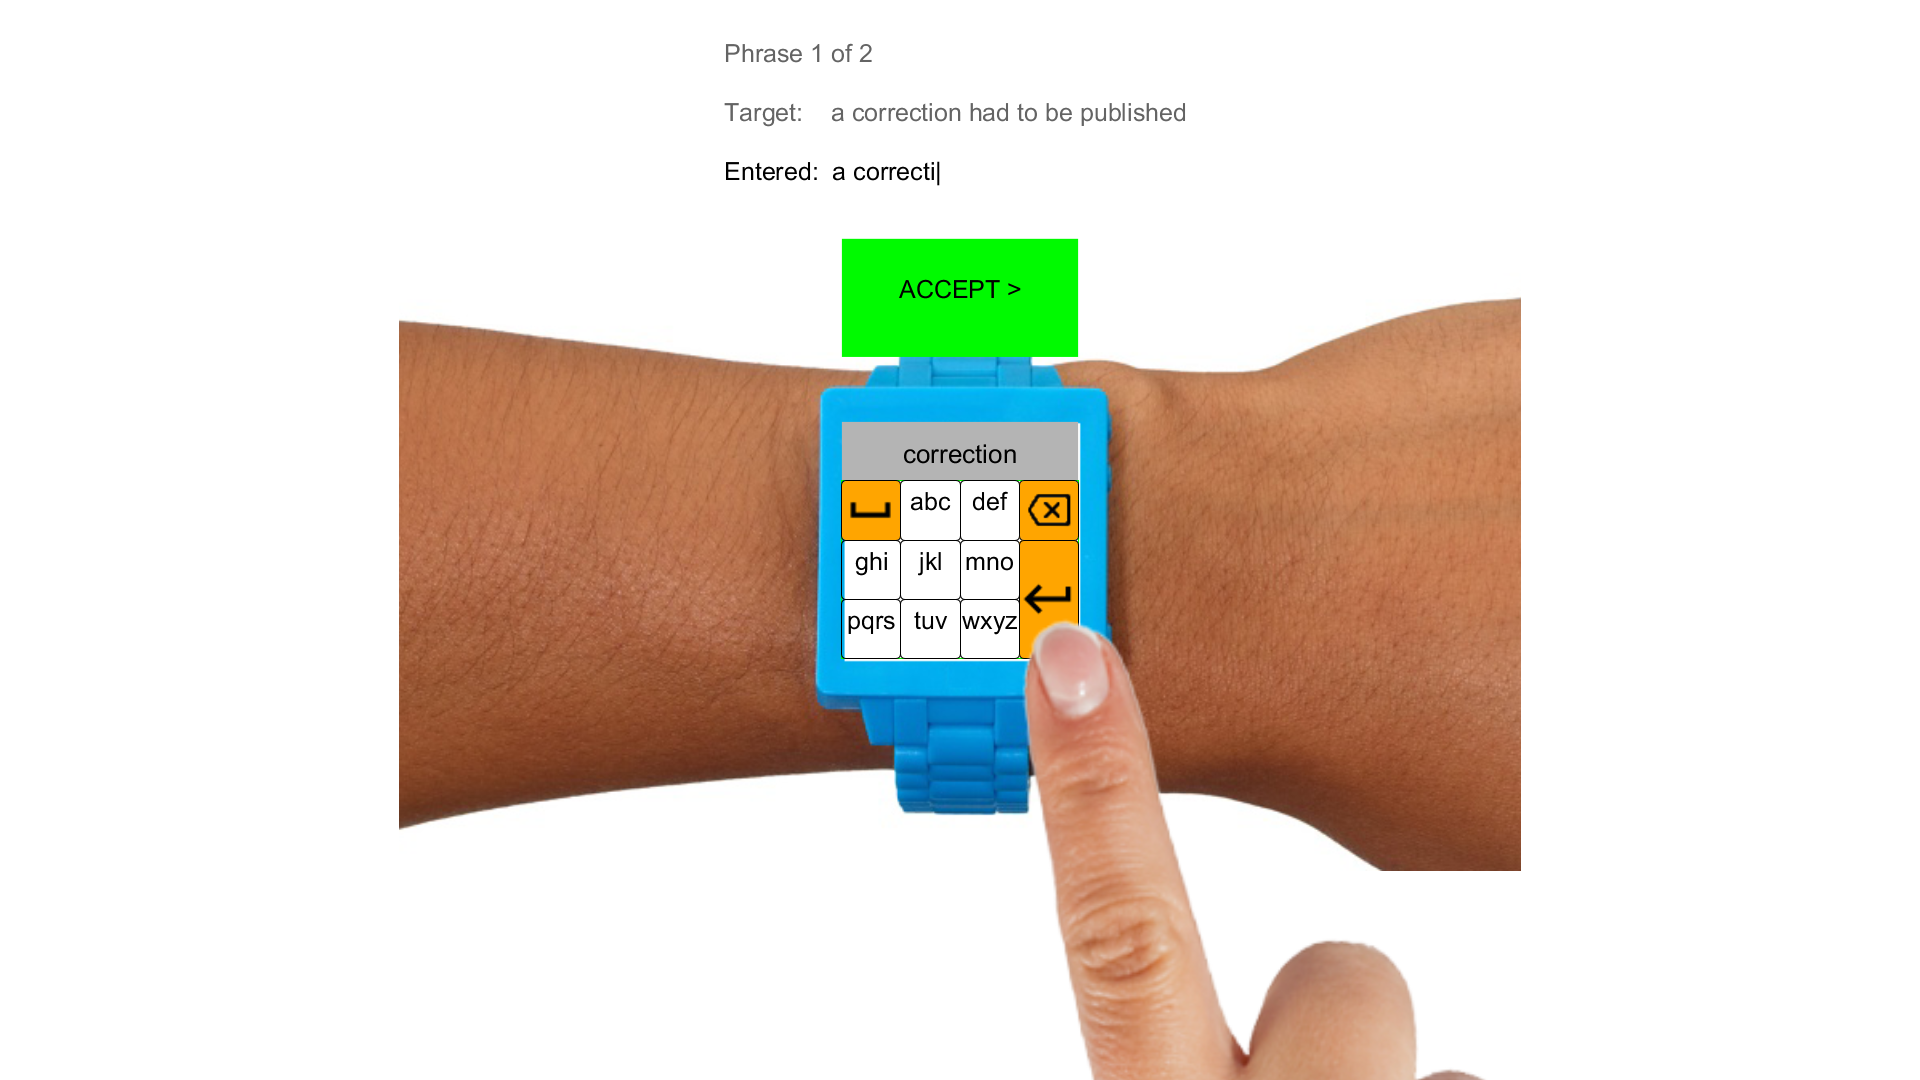 Phrase 1 of 2
Target: a correction had to be published
Entered: a correcti|
ACCEPT >
correction
abc def
ghi jkl mno
pqrs tuv wxyz